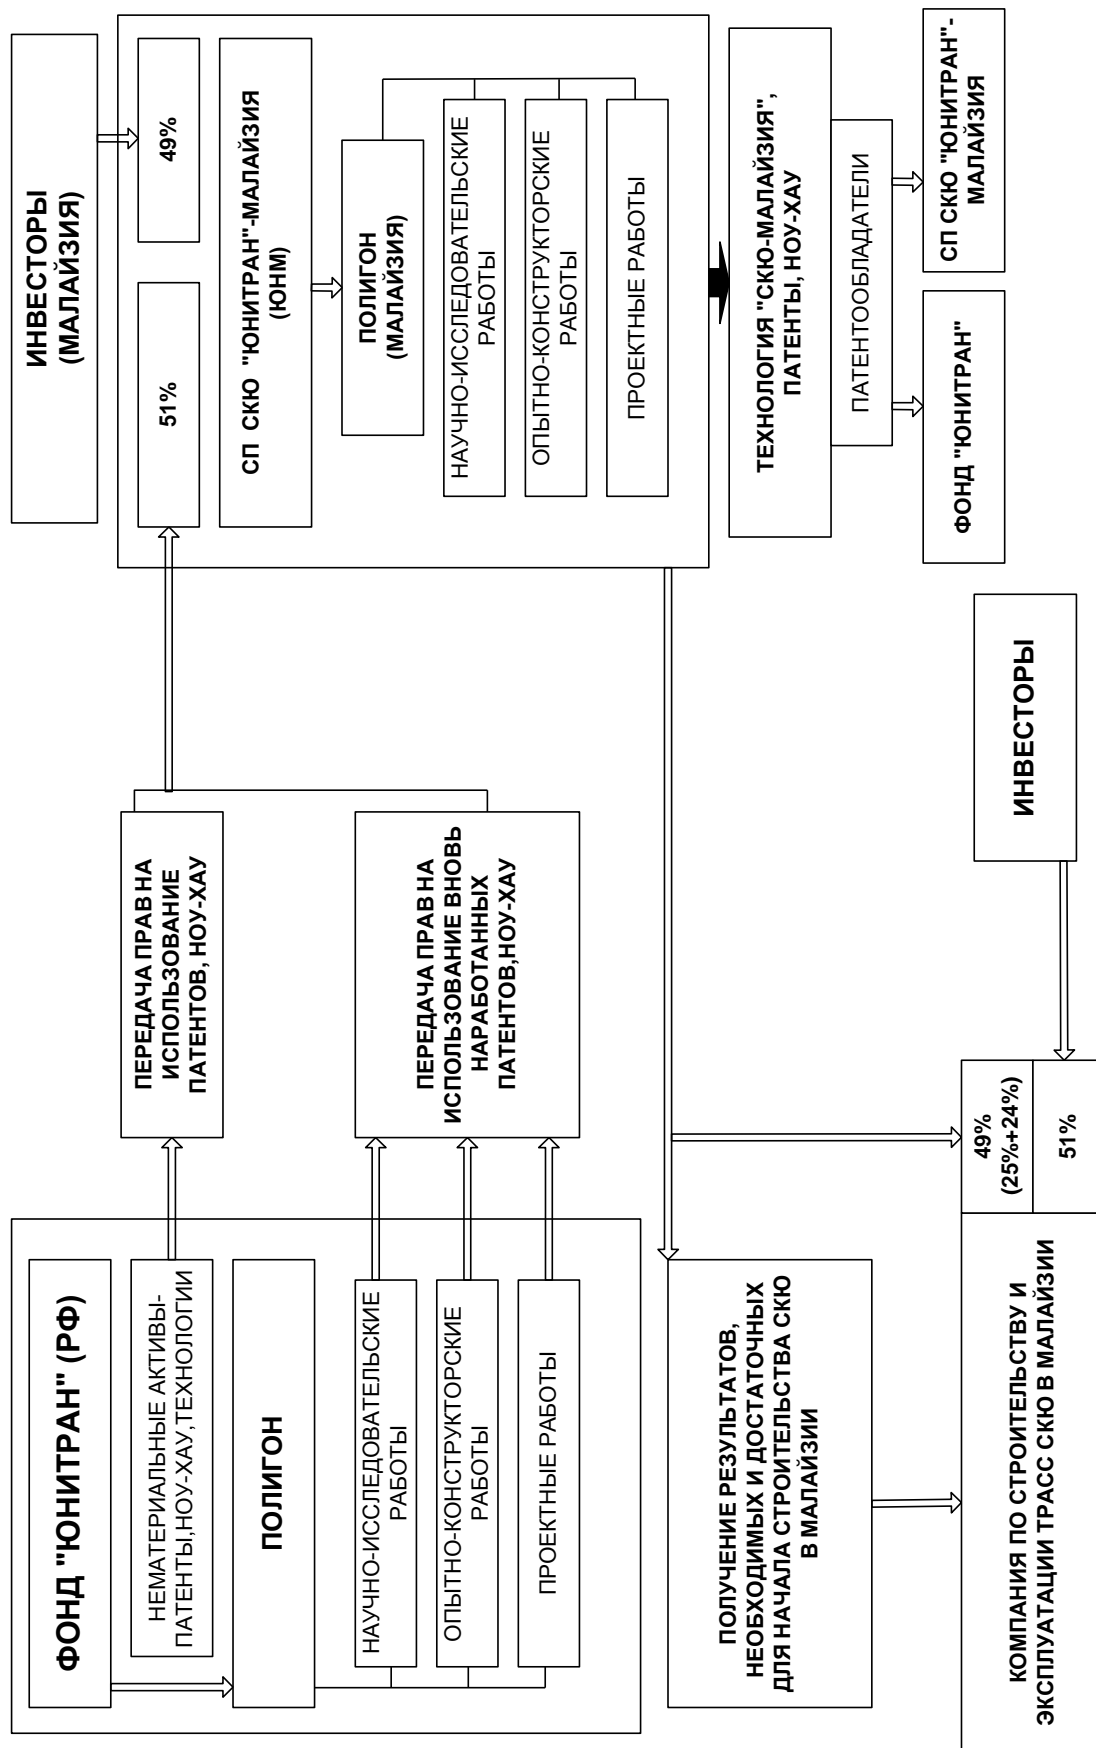 ФОНД "ЮНИТРАН" (РФ)
НЕМАТЕРИАЛЬНЫЕ АКТИВЫ-
ПАТЕНТЫ,НОУ-ХАУ,ТЕХНОЛОГИИ
ПОЛИГОН
НАУЧНО-ИССЛЕДОВАТЕЛЬСКИЕ
РАБОТЫ
ОПЫТНО-КОНСТРУКТОРСКИЕ
РАБОТЫ
ПРОЕКТНЫЕ РАБОТЫ
ПЕРЕДАЧА ПРАВ НА
ИСПОЛЬЗОВАНИЕ
ПАТЕНТОВ, НОУ-ХАУ
ПЕРЕДАЧА ПРАВ НА
ИСПОЛЬЗОВАНИЕ ВНОВЬ
НАРАБОТАННЫХ
ПАТЕНТОВ,НОУ-ХАУ
ИНВЕСТОРЫ
(МАЛАЙЗИЯ)
51%
49%
СП СКЮ "ЮНИТРАН"-МАЛАЙЗИЯ
(ЮНМ)
ПОЛИГОН
(МАЛАЙЗИЯ)
НАУЧНО-ИССЛЕДОВАТЕЛЬСКИЕ
РАБОТЫ
ОПЫТНО-КОНСТРУКТОРСКИЕ
РАБОТЫ
ПРОЕКТНЫЕ РАБОТЫ
ТЕХНОЛОГИЯ "СКЮ-МАЛАЙЗИЯ",
ПАТЕНТЫ, НОУ-ХАУ
ПАТЕНТООБЛАДАТЕЛИ
ФОНД "ЮНИТРАН"
СП СКЮ "ЮНИТРАН"-
МАЛАЙЗИЯ
ПОЛУЧЕНИЕ РЕЗУЛЬТАТОВ,
НЕОБХОДИМЫХ И ДОСТАТОЧНЫХ
ДЛЯ НАЧАЛА СТРОИТЕЛЬСТВА СКЮ
В МАЛАЙЗИИ
КОМПАНИЯ ПО СТРОИТЕЛЬСТВУ И
ЭКСПЛУАТАЦИИ ТРАСС СКЮ В МАЛАЙЗИИ
49%
(25%+24%)
51%
ИНВЕСТОРЫ